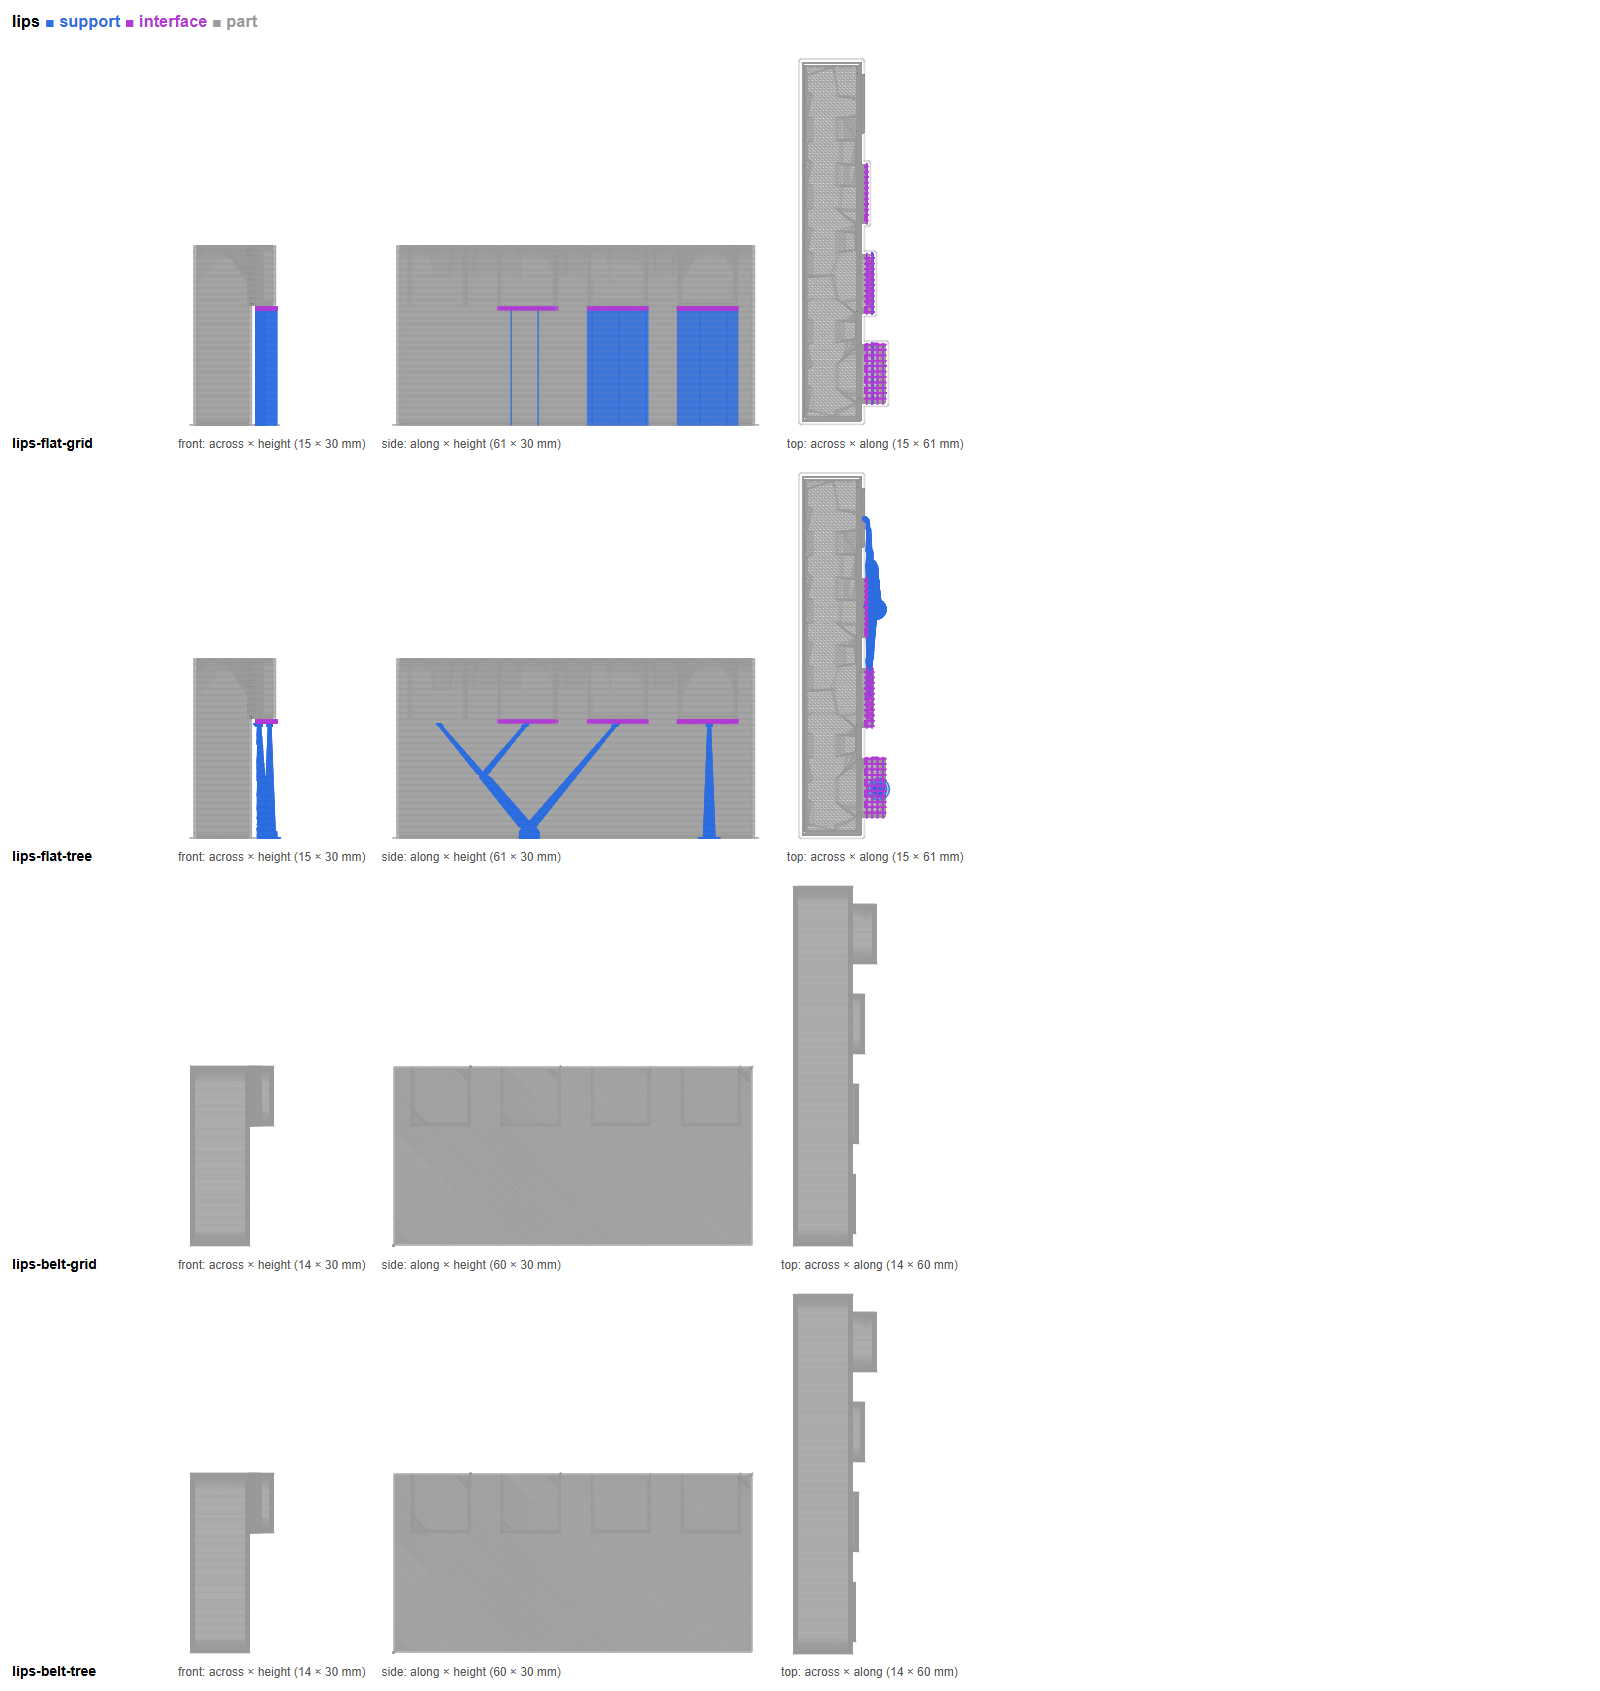 lips ■ support ■ interface ■ part
lips-flat-grid front: across × height (15 × 30 mm) side: along × height (61 × 30 mm) top: across × along (15 × 61 mm)
lips-flat-tree front: across × height (15 × 30 mm) side: along × height (61 × 30 mm) top: across × along (15 × 61 mm)
lips-belt-grid front: across × height (14 × 30 mm) side: along × height (60 × 30 mm) top: across × along (14 × 60 mm)
lips-belt-tree front: across × height (14 × 30 mm) side: along × height (60 × 30 mm) top: across × along (14 × 60 mm)